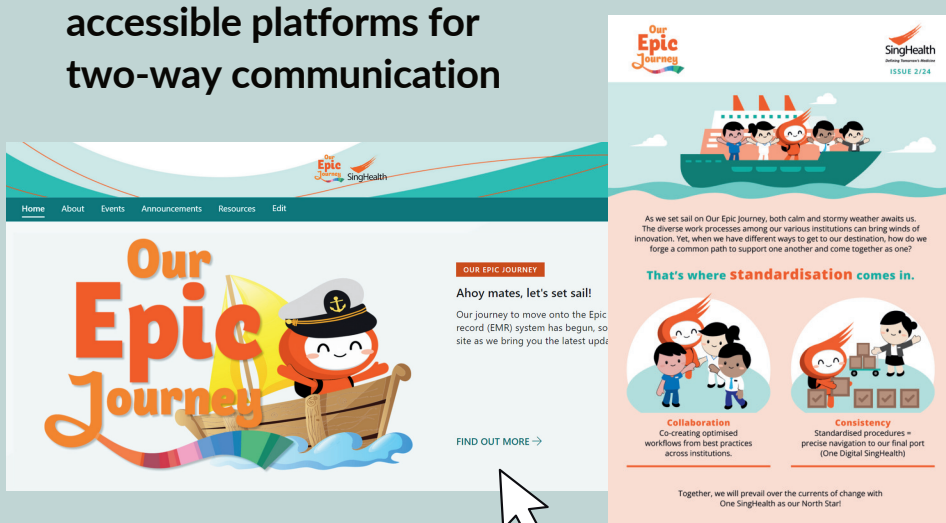 accessible platforms for
two-way communication
Our
Epic
Journey
SingHealth
Home About Events Announcements Resources Edit
Our
Epic
Journey
OUR EPIC JOURNEY
Ahoy mates, let's set sail!
Our journey to move onto the Epic
record (EMR) system has begun, so
site as we bring you the latest upda
FIND OUT MORE →
Our
Epic
Journey
SingHealth
Defining Tomorrow's Medicine
ISSUE 2/24
As we set sail on Our Epic Journey, both calm and stormy weather awaits us.
The diverse work processes among our various institutions can bring winds of
innovation. Yet, when we have different ways to get to our destination, how do we
forge a common path to support one another and come together as one?
That's where standardisation comes in.
Collaboration
Co-creating optimised
workflows from best practices
across institutions.
Consistency
Standardised procedures =
precise navigation to our final port
(One Digital SingHealth)
Together, we will prevail over the currents of change with
One SingHealth as our North Star!